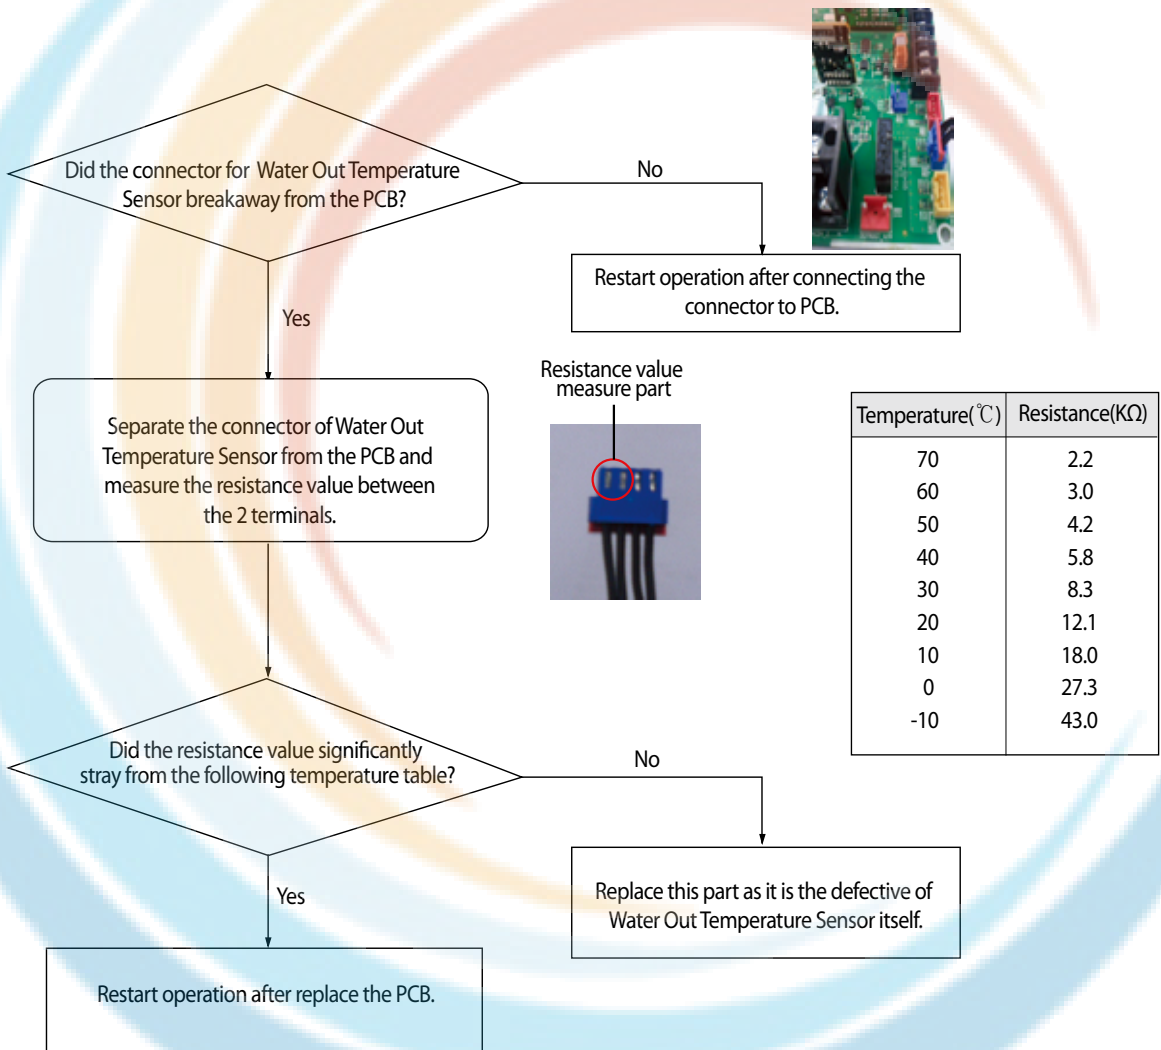 Did the connector for Water Out Temperature
Sensor breakaway from the PCB?
No
Restart operation after connecting the
connector to PCB.
Yes
Separate the connector of Water Out
Temperature Sensor from the PCB and
measure the resistance value between
the 2 terminals.
Resistance value
measure part
Temperature(℃) Resistance(KΩ)
70 2.2
60 3.0
50 4.2
40 5.8
30 8.3
20 12.1
10 18.0
0 27.3
-10 43.0
Did the resistance value significantly
stray from the following temperature table?
No
Replace this part as it is the defective of
Water Out Temperature Sensor itself.
Yes
Restart operation after replace the PCB.